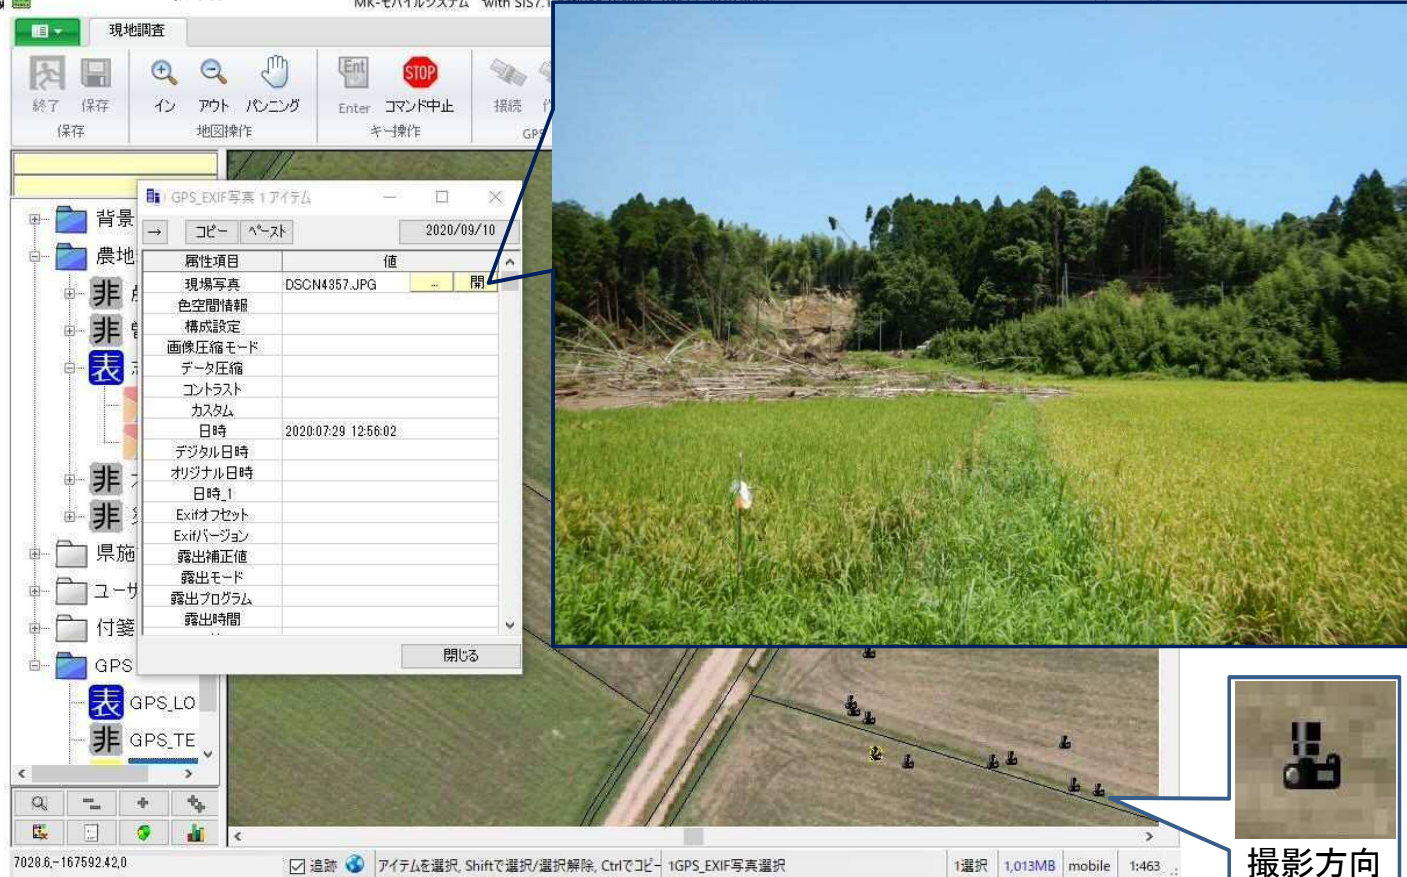 MK-モバイルシステム with SIS7.1
現地調査
終了 保存 イン アウト パンニング Enter コマンド中止 接続
Ent STOP
保存 地図操作 キー操作 GPS
GPS_EXIF写真 1 アイテム
→ コピー ペースト 2020/09/10
属性項目 値
現場写真 DSCN4357.JPG ... 開
色空間情報
構成設定
画像圧縮モード
データ圧縮
コントラスト
カスタム
日時 2020:07:29 12:56:02
デジタル日時
オリジナル日時
日時_1
Exifオフセット
Exifバージョン
露出補正値
露出モード
露出プログラム
露出時間
閉じる
背景
農地
非
非
表
非
非
県施
ユーザ
付箋
GPS
表 GPS_LO
非 GPS_TE
7028.6,-167592.42,0 追跡 アイテムを選択, Shiftで選択/選択解除, Ctrlでコピー 1GPS_EXIF写真選択 1選択 1,013MB mobile 1:463
撮影方向